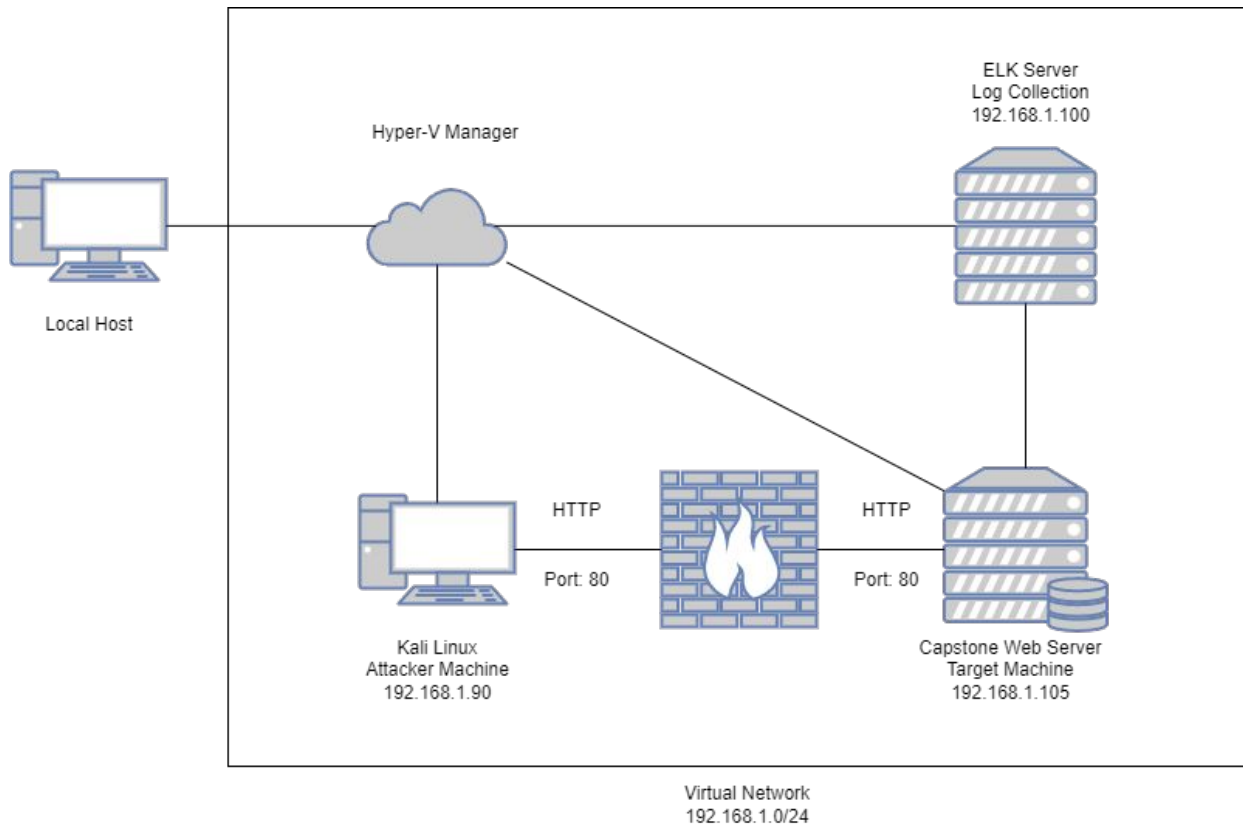 ELK Server
Log Collection
192.168.1.100
Hyper-V Manager
Local Host
HTTP
HTTP
Port: 80
Port: 80
Kali Linux
Attacker Machine
192.168.1.90
Capstone Web Server
Target Machine
192.168.1.105
Virtual Network
192.168.1.0/24